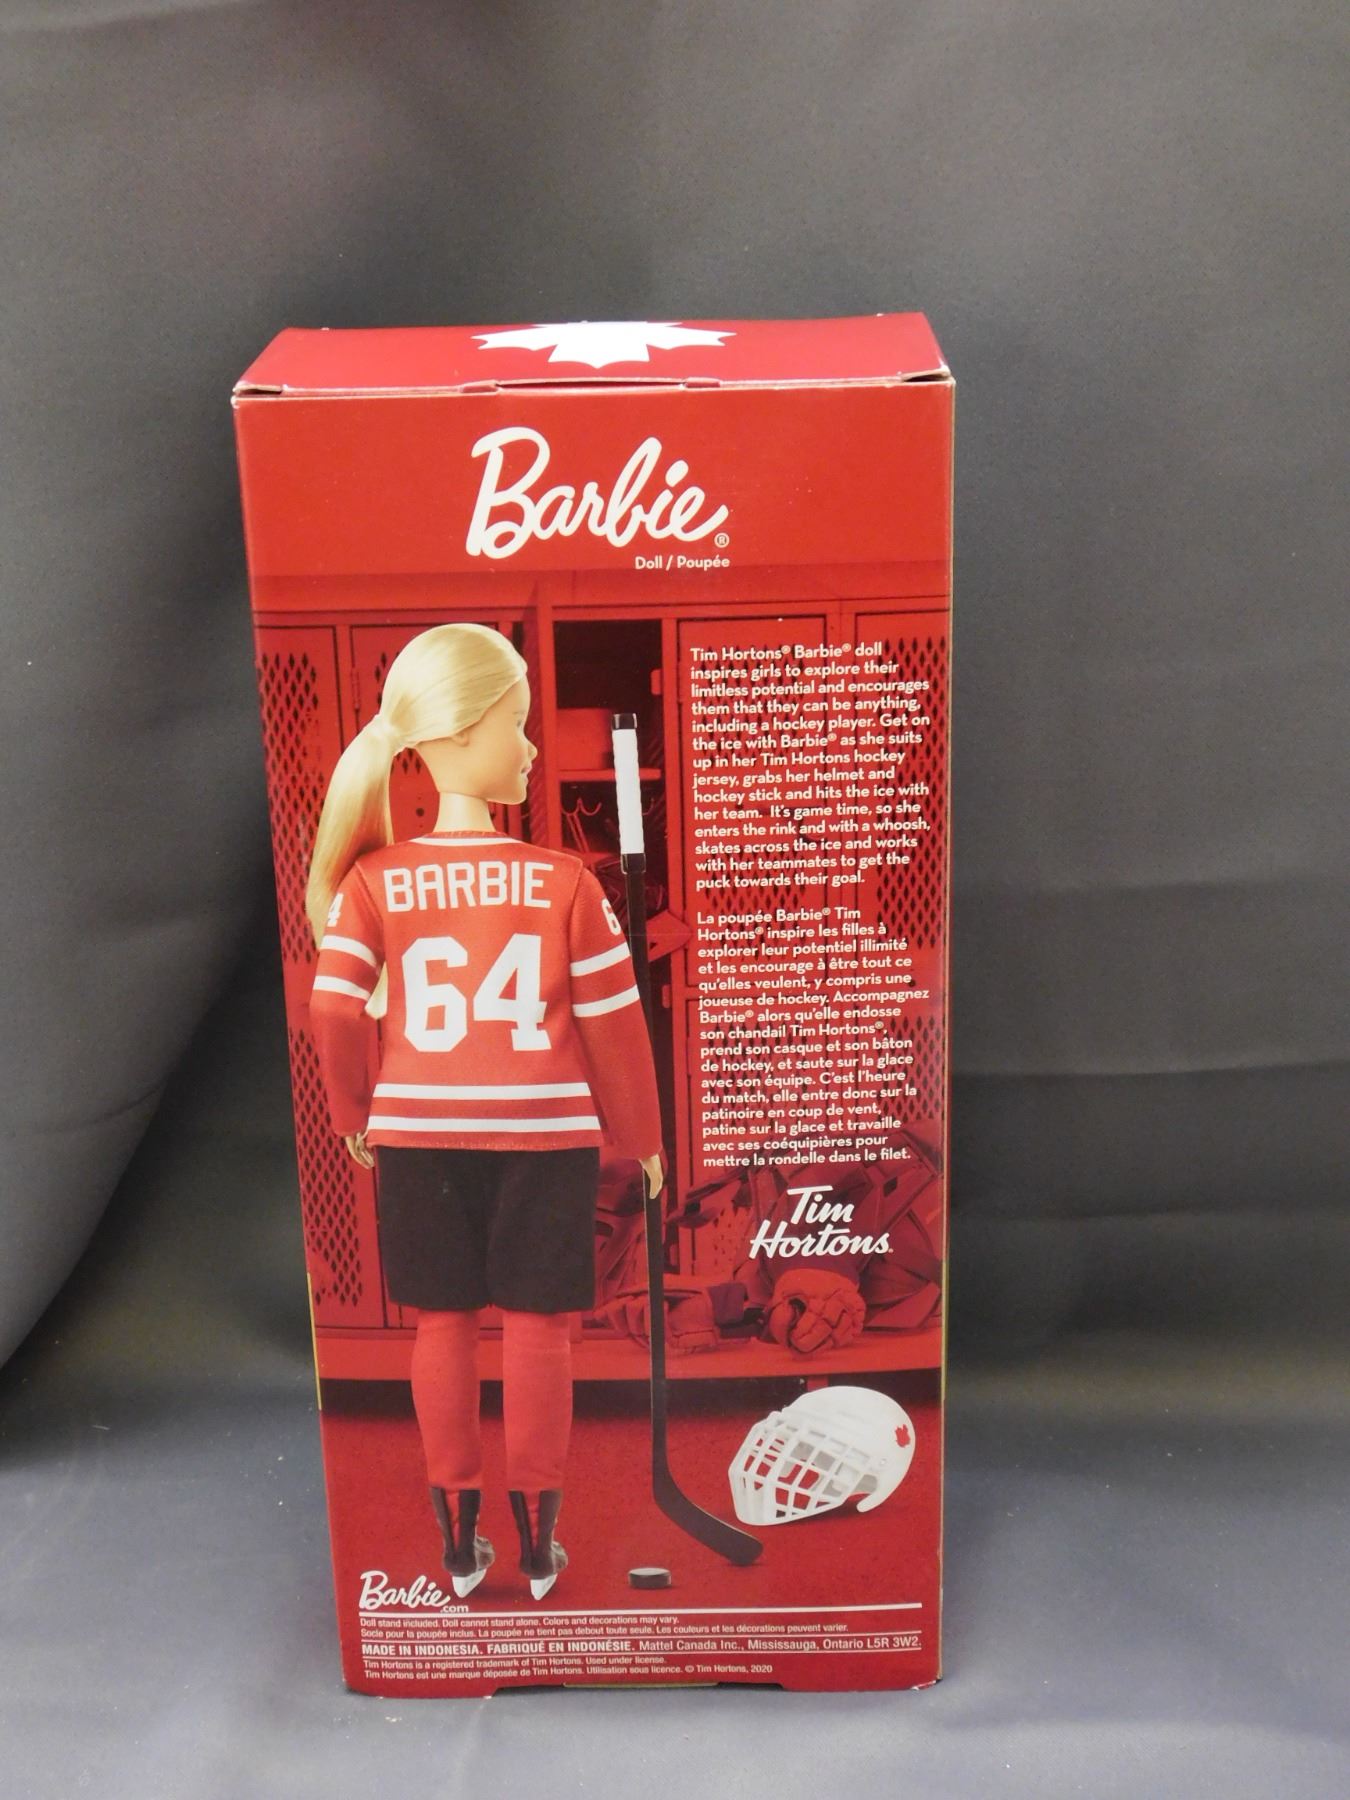 Barbie®
Doll / Poupée
Tim Hortons® Barbie® doll
inspires girls to explore their
limitless potential and encourages
them that they can be anything,
including a hockey player. Get on
the ice with Barbie® as she suits
up in her Tim Hortons hockey
jersey, grabs her helmet and
hockey stick and hits the ice with
her team. It's game time, so she
enters the rink and with a whoosh,
skates across the ice and works
with her teammates to get the
puck towards their goal.
La poupée Barbie® Tim
Hortons® inspire les filles à
explorer leur potentiel illimité
et les encourage à être tout ce
qu'elles veulent, y compris une
joueuse de hockey. Accompagnez
Barbie® alors qu'elle endosse
son chandail Tim Hortons®,
prend son casque et son bâton
de hockey, et saute sur la glace
avec son équipe. C'est l'heure
du match, elle entre donc sur la
patinoire en coup de vent,
patine sur la glace et travaille
avec ses coéquipières pour
mettre la rondelle dans le filet.
BARBIE
4 64 6
Tim
Hortons.
Barbie.com
Doll stand included. Doll cannot stand alone. Colors and decorations may vary.
Socle pour la poupée inclus. La poupée ne tient pas debout toute seule. Les couleurs et les décorations peuvent varier.
MADE IN INDONESIA. FABRIQUÉ EN INDONÉSIE. Mattel Canada Inc., Mississauga, Ontario L5R 3W2.
Tim Hortons is a registered trademark of Tim Hortons. Used under license.
Tim Hortons est une marque déposée de Tim Hortons. Utilisation sous licence. © Tim Hortons, 2020